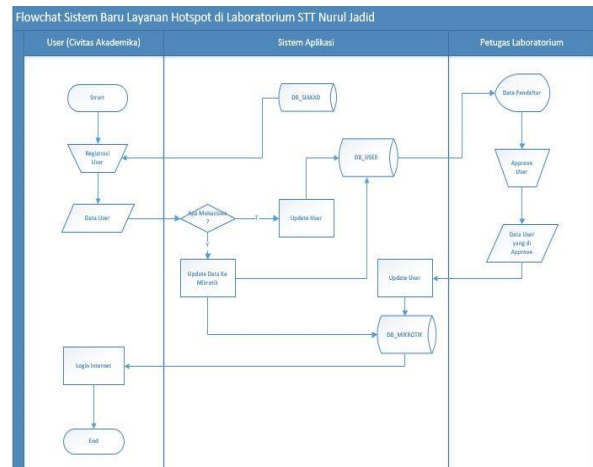 Flowchat Sistem Baru Layanan Hotspot di Laboratorium STT Nurul Jadid
User (Civitas Akademika)
Sistem Aplikasi
Petugas Laboratorium
Strart
DB_SIAKAD
Data Pendaftar
Registrasi
User
DB_USER
Approve
User
Data User
Apa Mahasiswa
?
T
Update User
Data User
yang di
Approve
Y
Update Data Ke
Mikrotik
Update User
DB_MIKROTIK
Login Internet
End